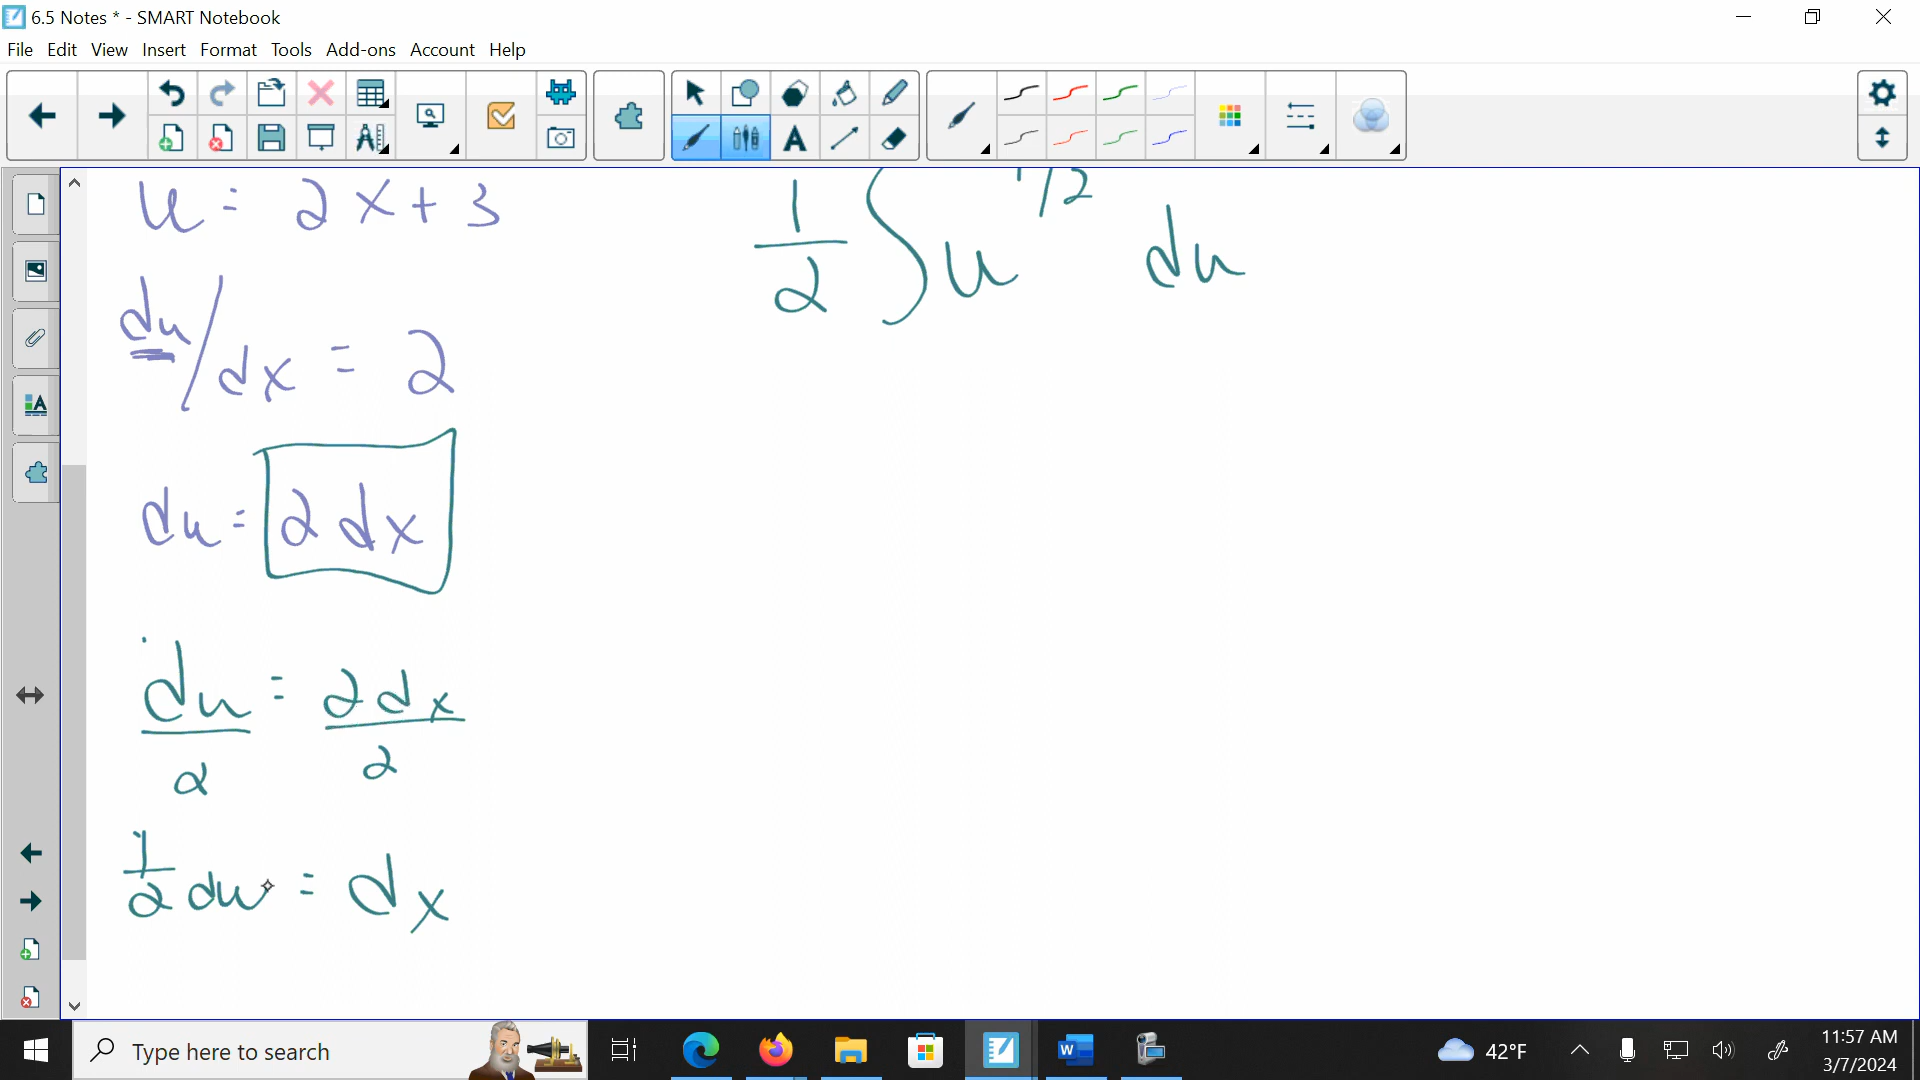 6.5 Notes * - SMART Notebook
File Edit View Insert Format Tools Add-ons Account Help
u = 2x + 3
du/dx = 2
du = 2 dx
du/2 = 2dx/2
1/2 du = dx
1/2 ∫ u^1/2 du
Type here to search
42°F
11:57 AM
3/7/2024